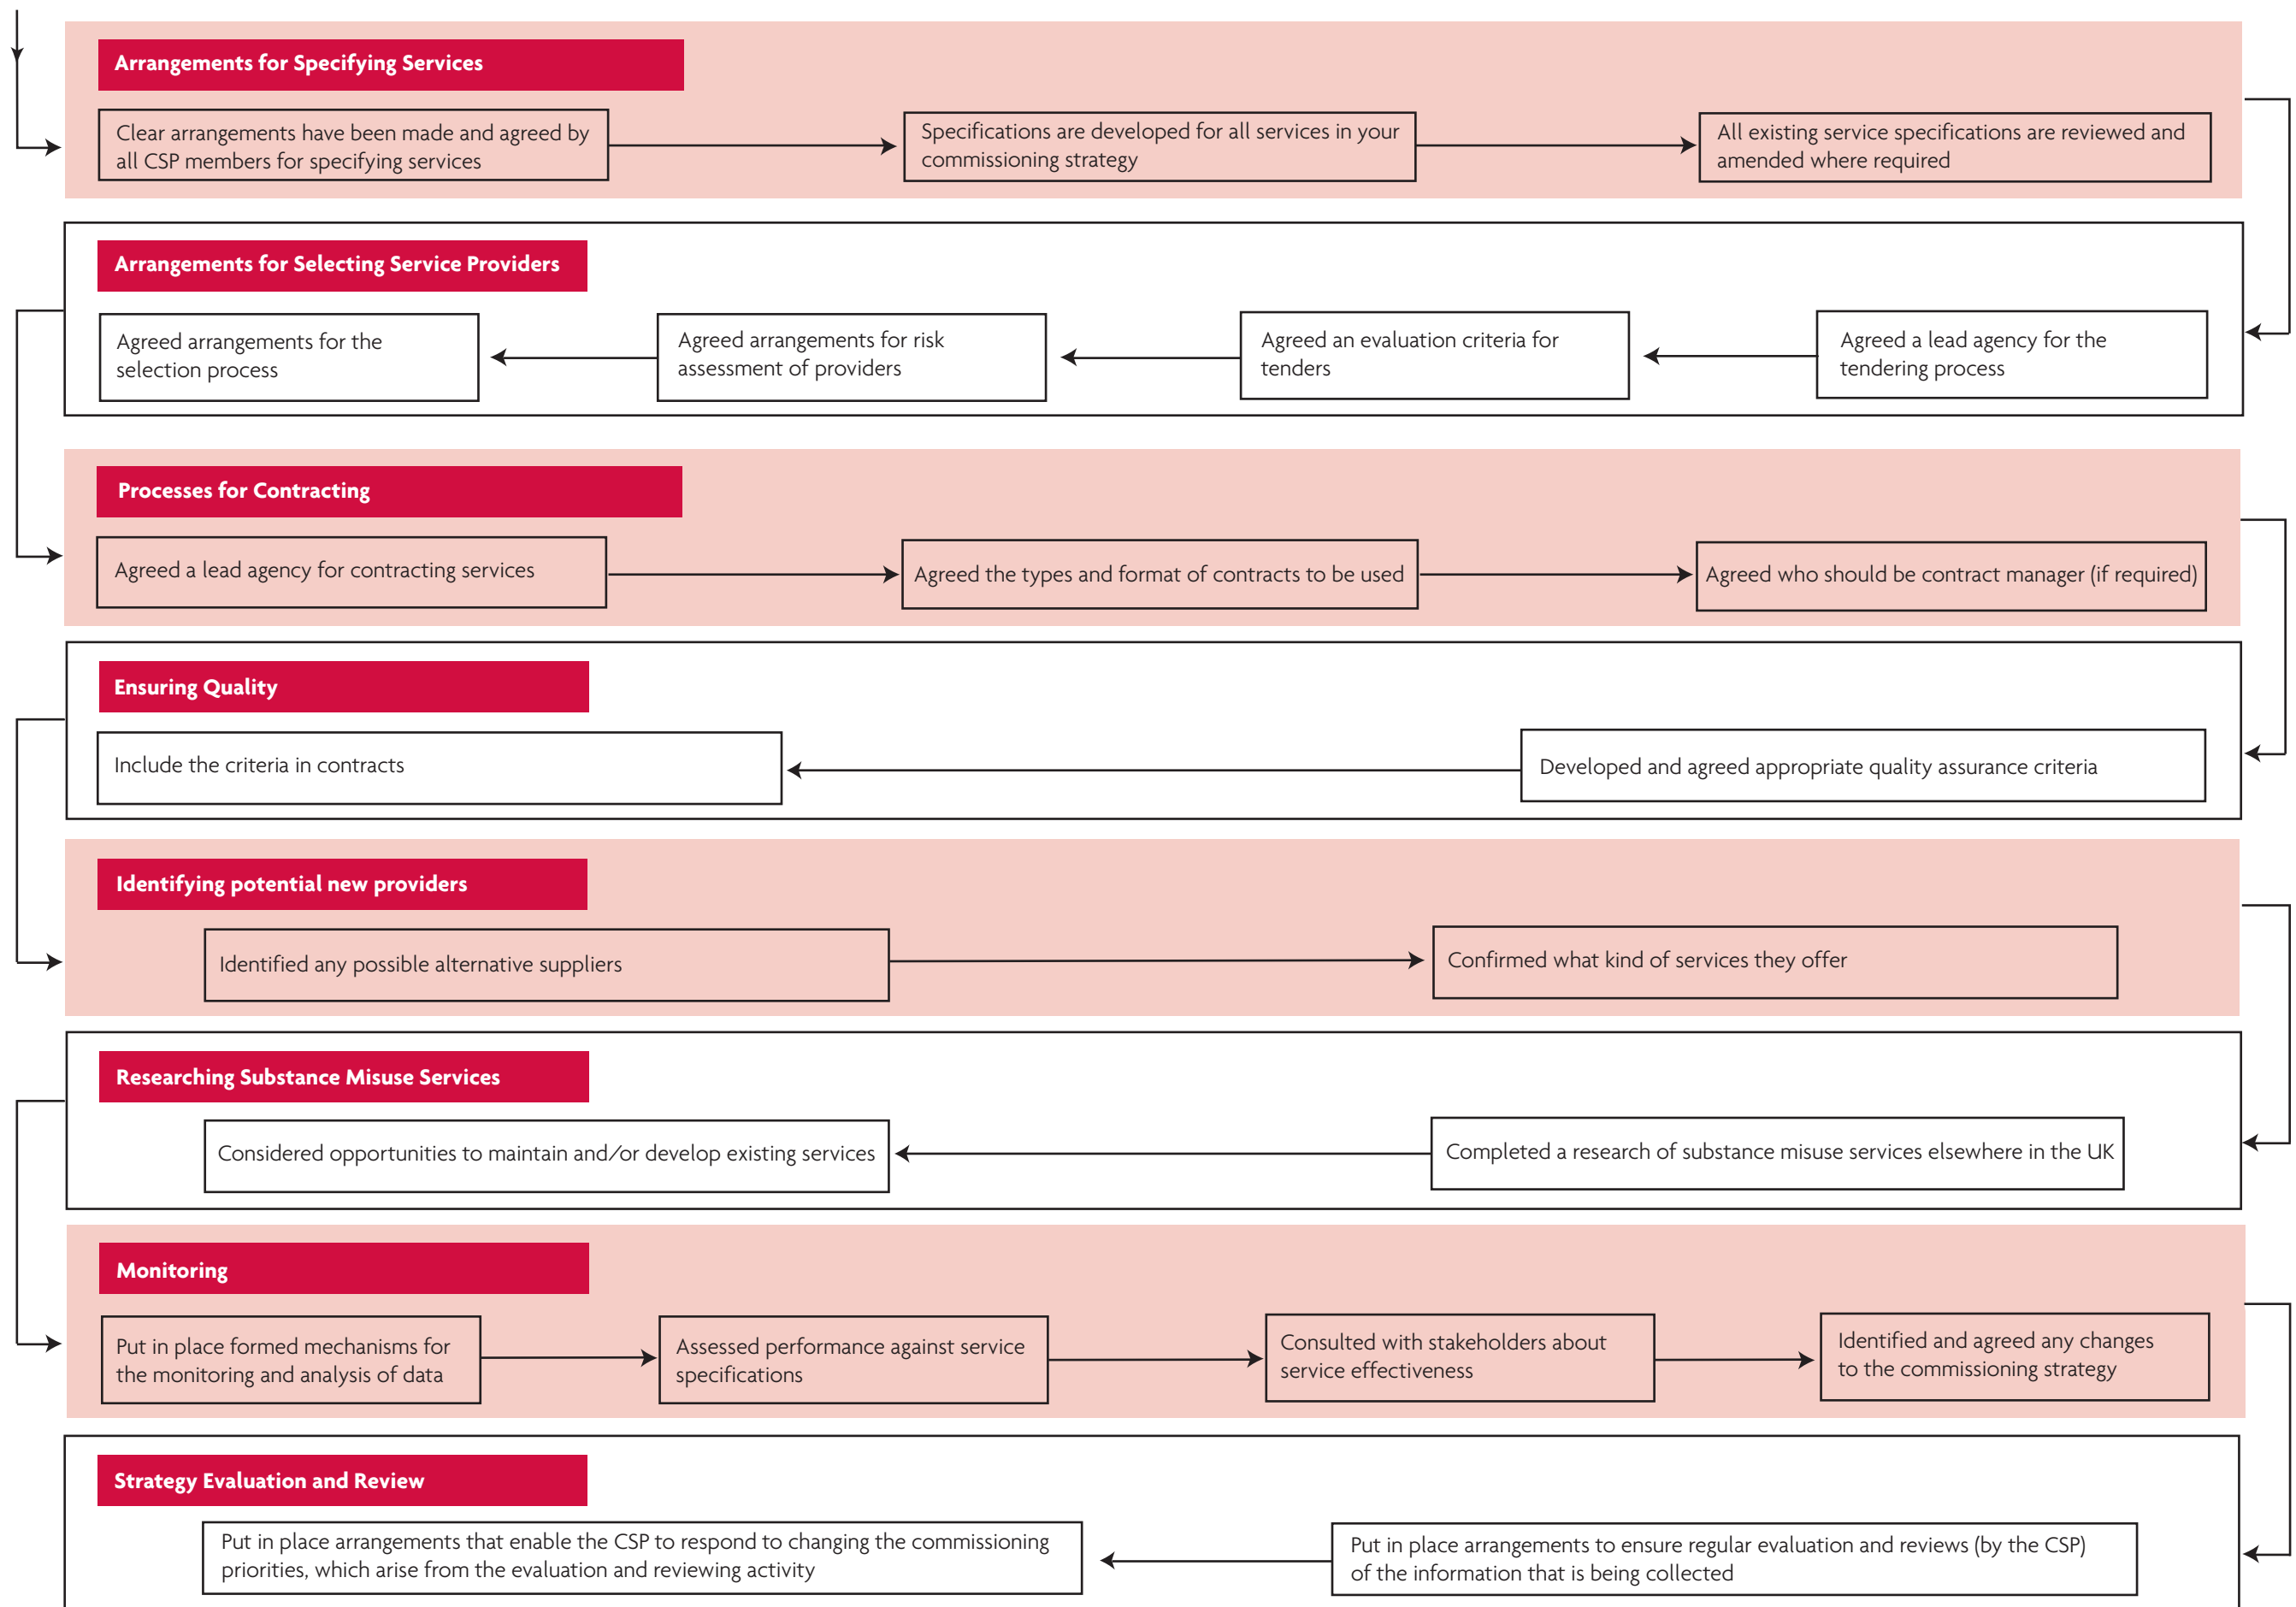 Arrangements for Specifying Services
Clear arrangements have been made and agreed by
all CSP members for specifying services
Specifications are developed for all services in your
commissioning strategy
All existing service specifications are reviewed and
amended where required
Arrangements for Selecting Service Providers
Agreed arrangements for the
selection process
Agreed arrangements for risk
assessment of providers
Agreed an evaluation criteria for
tenders
Agreed a lead agency for the
tendering process
Processes for Contracting
Agreed a lead agency for contracting services
Agreed the types and format of contracts to be used
Agreed who should be contract manager (if required)
Ensuring Quality
Include the criteria in contracts
Developed and agreed appropriate quality assurance criteria
Identifying potential new providers
Identified any possible alternative suppliers
Confirmed what kind of services they offer
Researching Substance Misuse Services
Considered opportunities to maintain and/or develop existing services
Completed a research of substance misuse services elsewhere in the UK
Monitoring
Put in place formed mechanisms for
the monitoring and analysis of data
Assessed performance against service
specifications
Consulted with stakeholders about
service effectiveness
Identified and agreed any changes
to the commissioning strategy
Strategy Evaluation and Review
Put in place arrangements that enable the CSP to respond to changing the commissioning
priorities, which arise from the evaluation and reviewing activity
Put in place arrangements to ensure regular evaluation and reviews (by the CSP)
of the information that is being collected